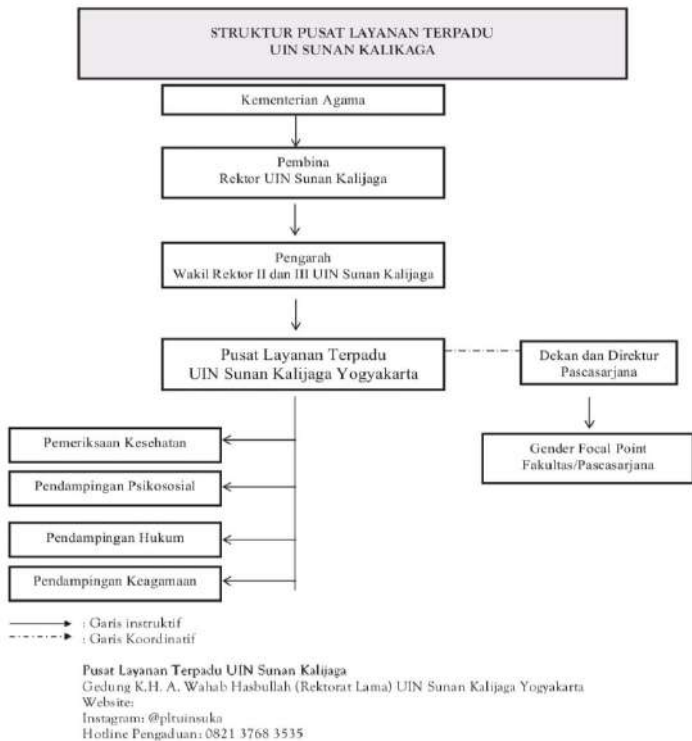 STRUKTUR PUSAT LAYANAN TERPADU
UIN SUNAN KALIKAGA
Kementerian Agama
Pembina
Rektor UIN Sunan Kalijaga
Pengarah
Wakil Rektor II dan III UIN Sunan Kalijaga
Pusat Layanan Terpadu
UIN Sunan Kalijaga Yogyakarta
Dekan dan Direktur
Pascasarjana
Gender Focal Point
Fakultas/Pascasarjana
Pemeriksaan Kesehatan
Pendampingan Psikososial
Pendampingan Hukum
Pendampingan Keagamaan
: Garis instruktif
: Garis Koordinatif
Pusat Layanan Terpadu UIN Sunan Kalijaga
Gedung K.H. A. Wahab Hasbullah (Rektorat Lama) UIN Sunan Kalijaga Yogyakarta
Website:
Instagram: @pltuinsuka
Hotline Pengaduan: 0821 3768 3535